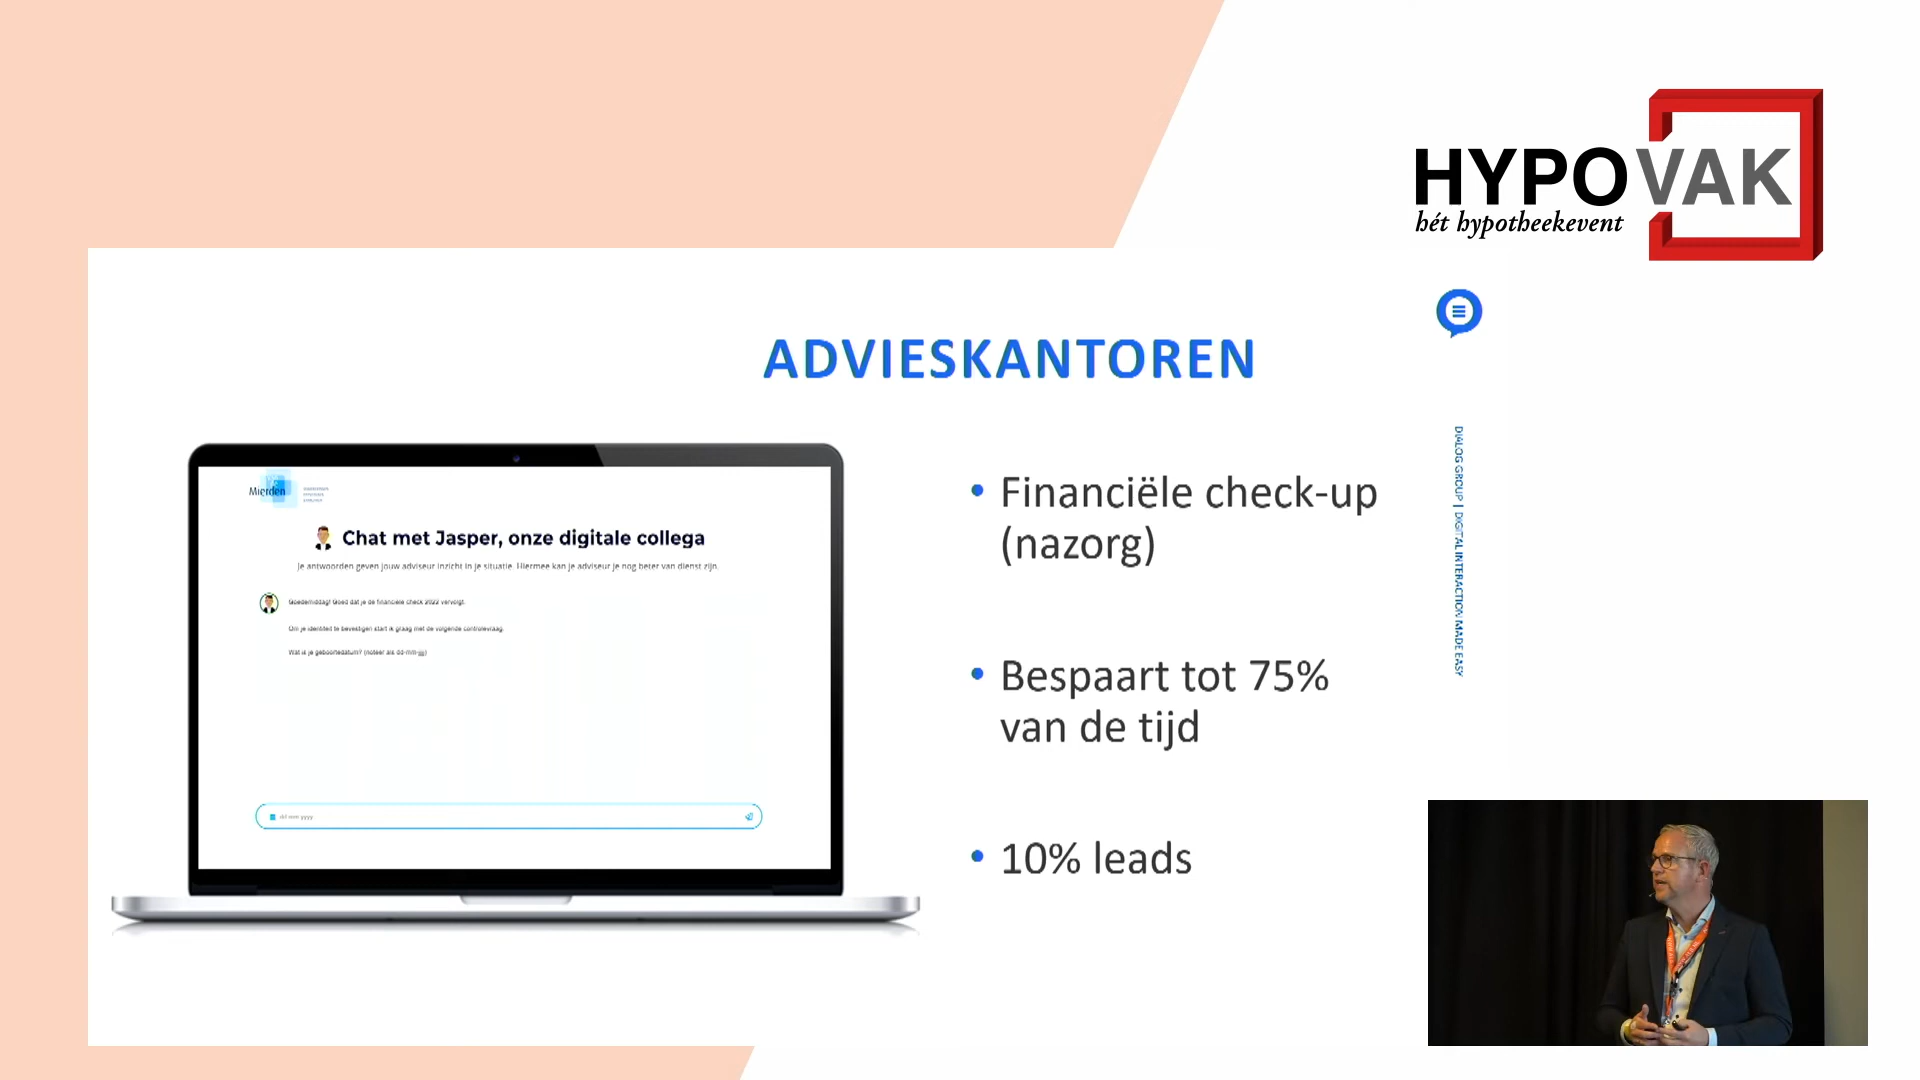 HYPOVAK
hét hypotheekevent
ADVIESKANTOREN
Mierden
Chat met Jasper, onze digitale collega
Je antwoorden geven jouw adviseur inzicht in je situatie. Hiermee kan je adviseur je nog beter van dienst zijn.
Goedemiddag! Goed dat je de financiële check 2022 vervolgt.
Om je identiteit te bevestigen start ik graag met de volgende controlevraag.
Wat is je geboortedatum? (noteer als dd-mm-jjjj)
• Financiële check-up
(nazorg)
• Bespaart tot 75%
van de tijd
• 10% leads
DIALOG GROUP | DIGITAL INTERACTION MADE EASY